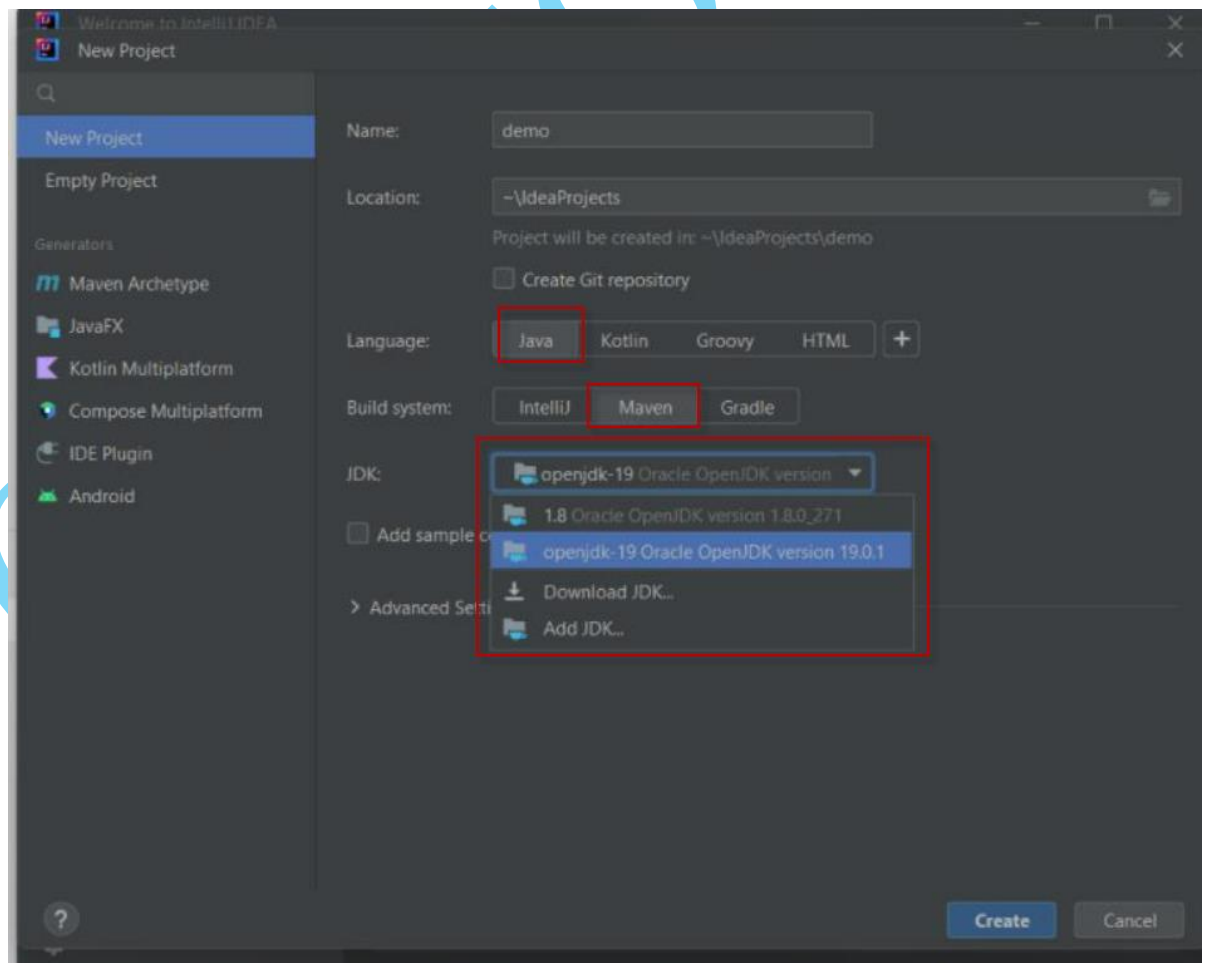 Welcome to IntelliJ IDEA
New Project
New Project
Empty Project
Generators
Maven Archetype
JavaFX
Kotlin Multiplatform
Compose Multiplatform
IDE Plugin
Android
Name: demo
Location: ~\IdeaProjects
Project will be created in: ~\IdeaProjects\demo
Create Git repository
Language: Java Kotlin Groovy HTML +
Build system: IntelliJ Maven Gradle
JDK: openjdk-19 Oracle OpenJDK version
1.8 Oracle OpenJDK version 1.8.0_271
Add sample
openjdk-19 Oracle OpenJDK version 19.0.1
Download JDK...
> Advanced
Add JDK...
? Create Cancel